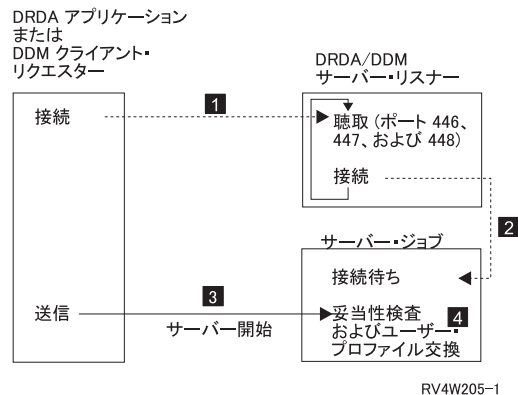 DRDA アプリケーション
または
DDM クライアント・
リクエスター
DRDA/DDM
サーバー・リスナー
接続
1
聴取 (ポート 446、
447、および 448)
接続
2
サーバー・ジョブ
接続待ち
送信
3
サーバー開始
妥当性検査
およびユーザー・
プロファイル交換
4
RV4W205-1